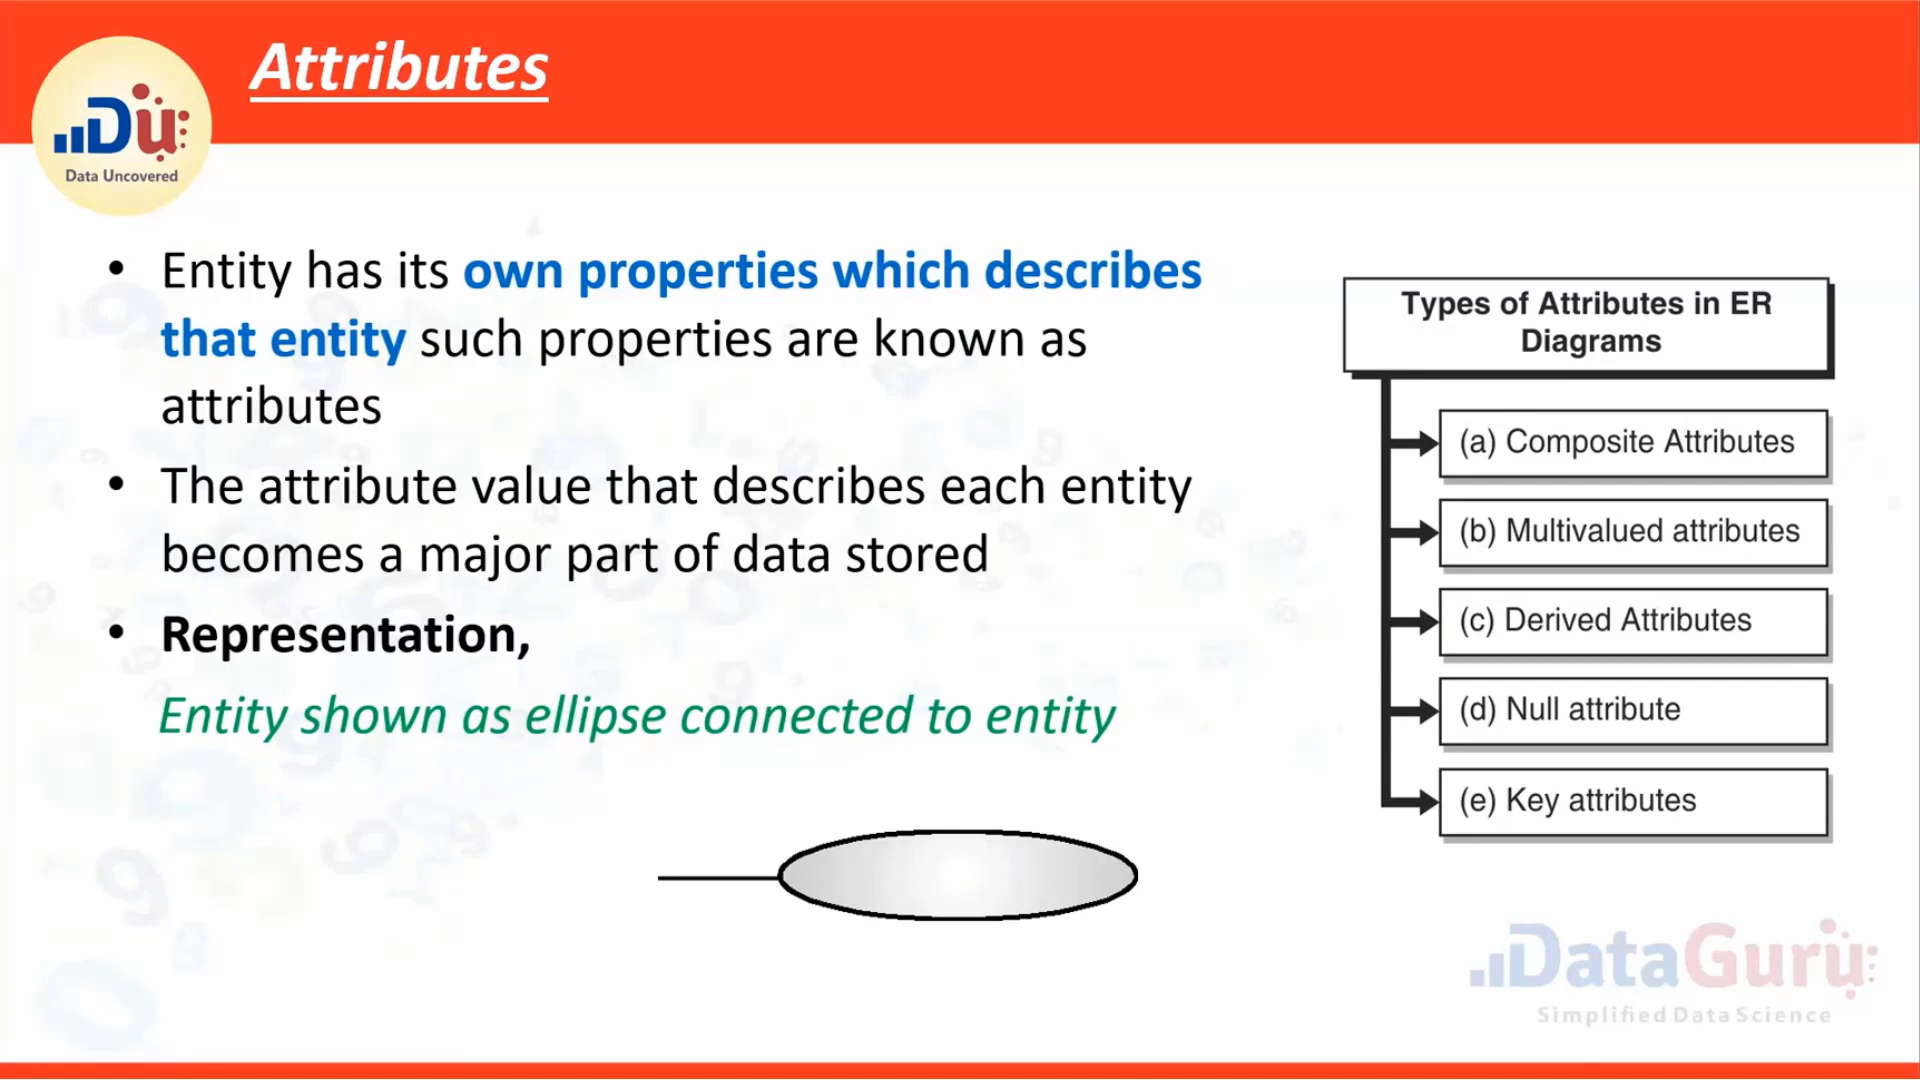 Attributes
Du
Data Uncovered
• Entity has its own properties which describes
that entity such properties are known as
attributes
• The attribute value that describes each entity
becomes a major part of data stored
• Representation,
Entity shown as ellipse connected to entity
Types of Attributes in ER
Diagrams
(a) Composite Attributes
(b) Multivalued attributes
(c) Derived Attributes
(d) Null attribute
(e) Key attributes
DataGuru
Simplified Data Science